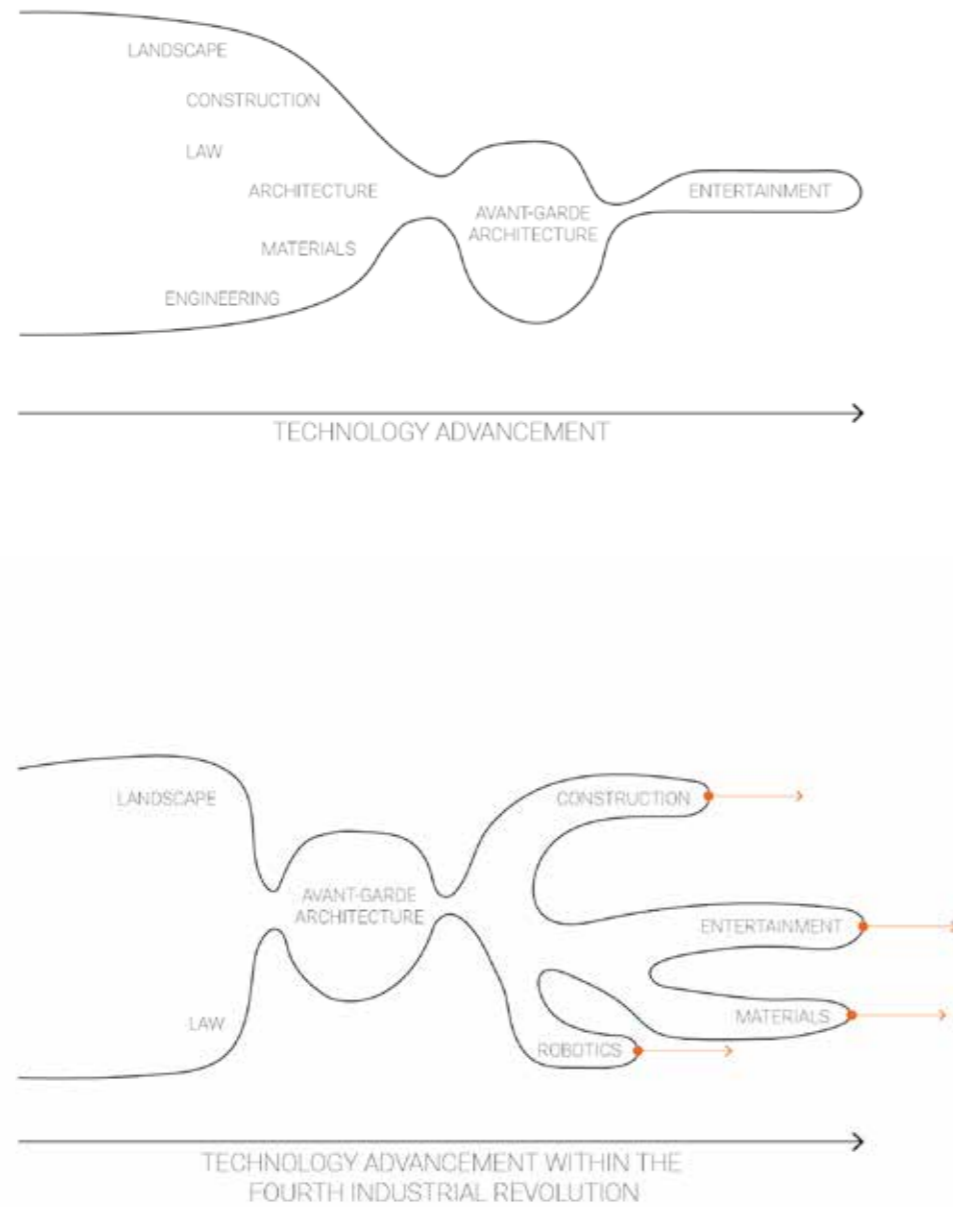 LANDSCAPE
CONSTRUCTION
LAW
ARCHITECTURE
MATERIALS
ENGINEERING
AVANT-GARDE
ARCHITECTURE
ENTERTAINMENT
TECHNOLOGY ADVANCEMENT
LANDSCAPE
LAW
AVANT-GARDE
ARCHITECTURE
CONSTRUCTION
ENTERTAINMENT
MATERIALS
ROBOTICS
TECHNOLOGY ADVANCEMENT WITHIN THE
FOURTH INDUSTRIAL REVOLUTION